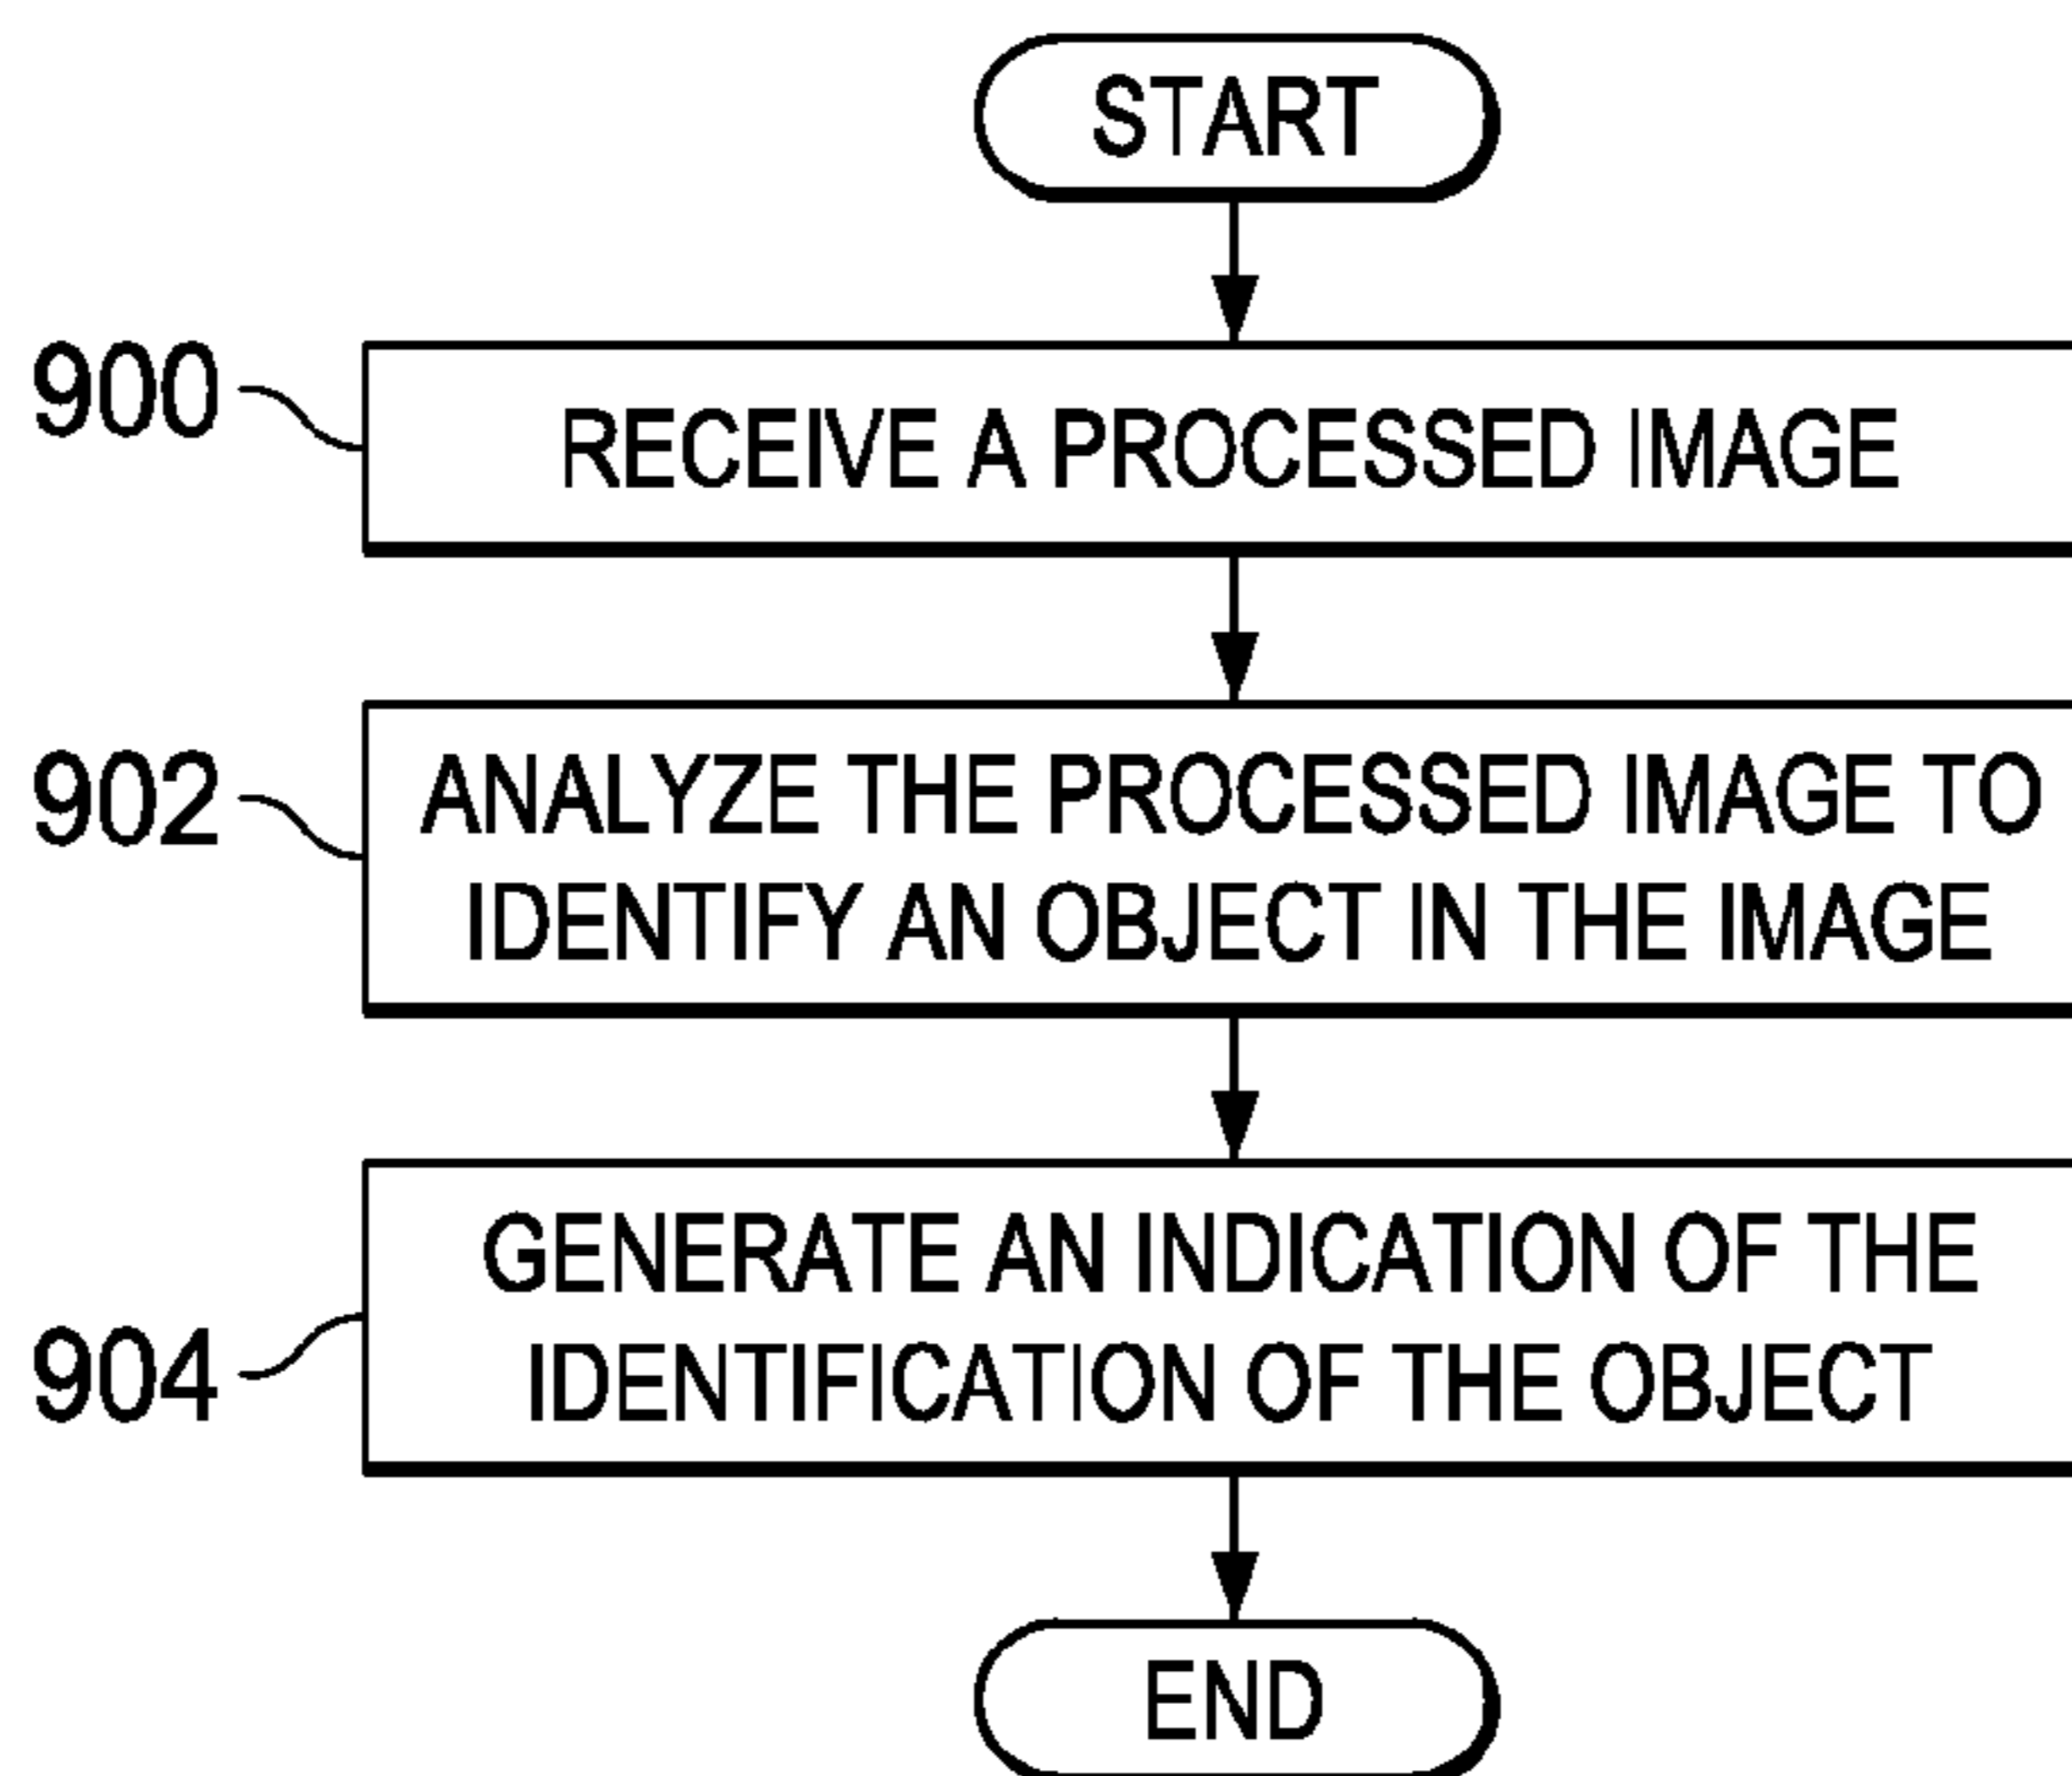 START
900
RECEIVE A PROCESSED IMAGE
902
ANALYZE THE PROCESSED IMAGE TO
IDENTIFY AN OBJECT IN THE IMAGE
904
GENERATE AN INDICATION OF THE
IDENTIFICATION OF THE OBJECT
END